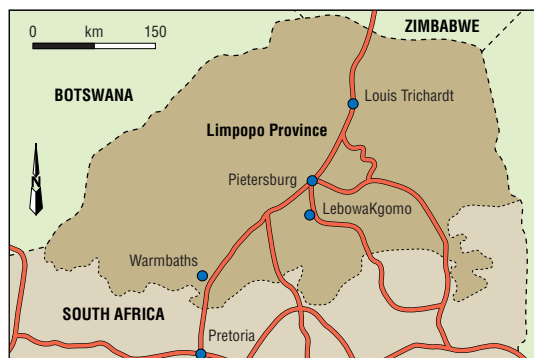 ZIMBABWE
0 km 150
BOTSWANA
Louis Trichardt
Limpopo Province
N
Pietersburg
LebowaKgomo
Warmbaths
SOUTH AFRICA
Pretoria